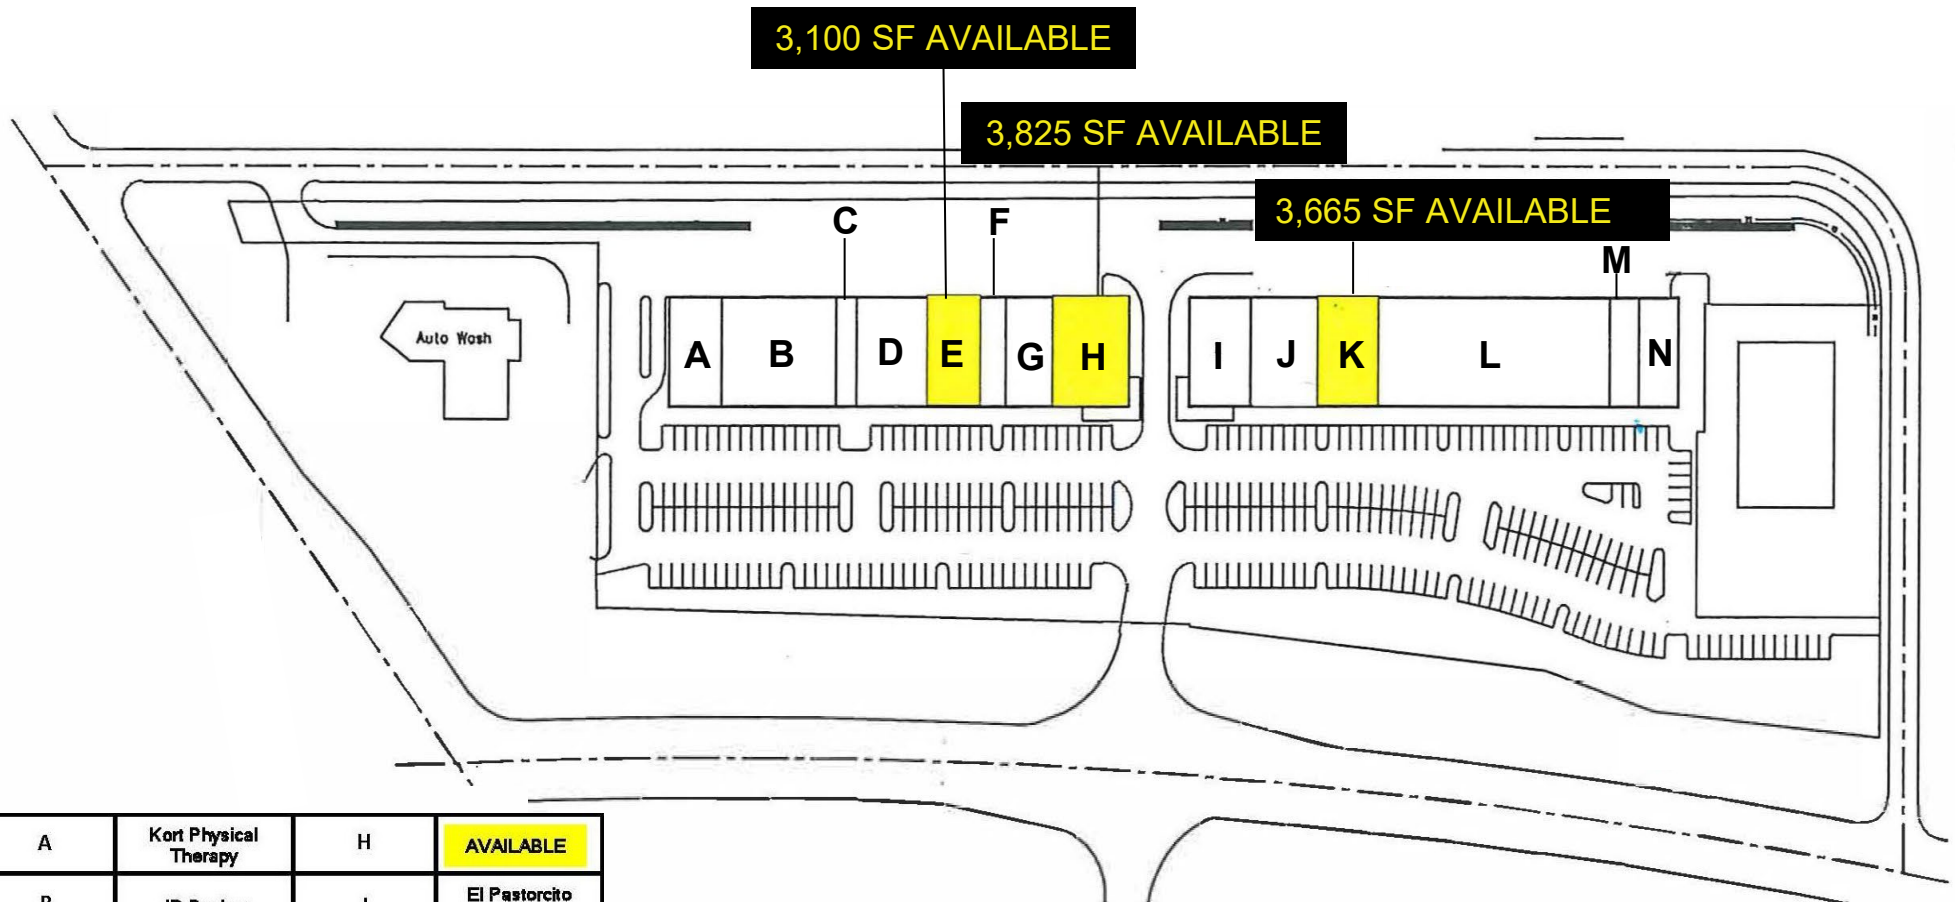 3,100 SF AVAILABLE
3,825 SF AVAILABLE
3,665 SF AVAILABLE
C
F
M
Auto Wash
A
B
D
E
G
H
I
J
K
L
N
A
Kort Physical
Therapy
H
AVAILABLE
El Pastorcito